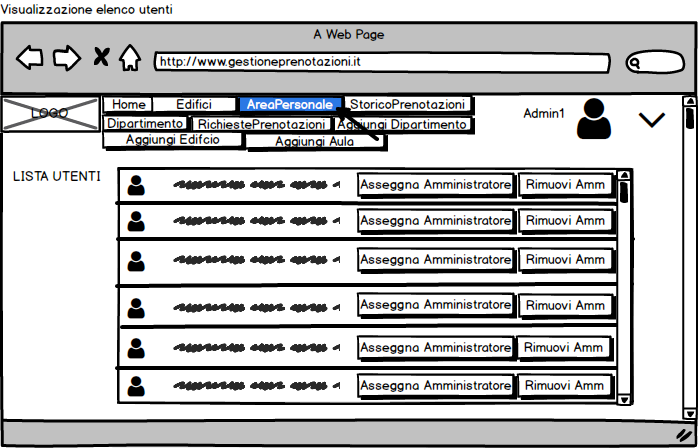 Visualizzazione elenco utenti
A Web Page
http://www.gestioneprenotazioni.it
LOGO
Home Edifici AreaPersonale StoricoPrenotazioni
Admin1
Dipartimento RichiestePrenotazioni Aggiungi Dipartimento
Aggiungi Edifcio Aggiungi Aula
LISTA UTENTI
Asseggna Amministratore Rimuovi Amm
Asseggna Amministratore Rimuovi Amm
Asseggna Amministratore Rimuovi Amm
Asseggna Amministratore Rimuovi Amm
Asseggna Amministratore Rimuovi Amm
Asseggna Amministratore Rimuovi Amm